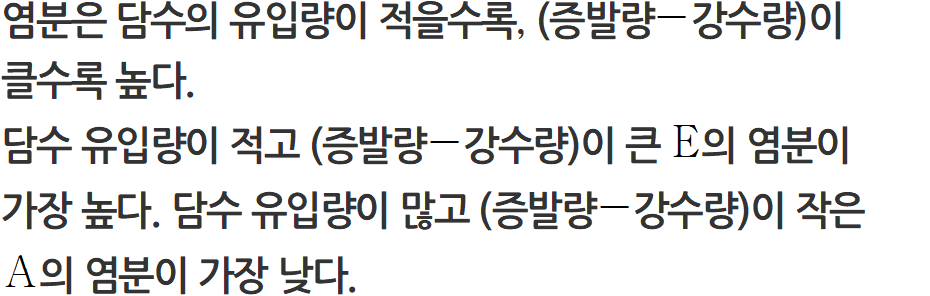 염분은 담수의 유입량이 적을수록, (증발량−강수량)이
클수록 높다.
담수 유입량이 적고 (증발량−강수량)이 큰 E의 염분이
가장 높다. 담수 유입량이 많고 (증발량−강수량)이 작은
A의 염분이 가장 낮다.